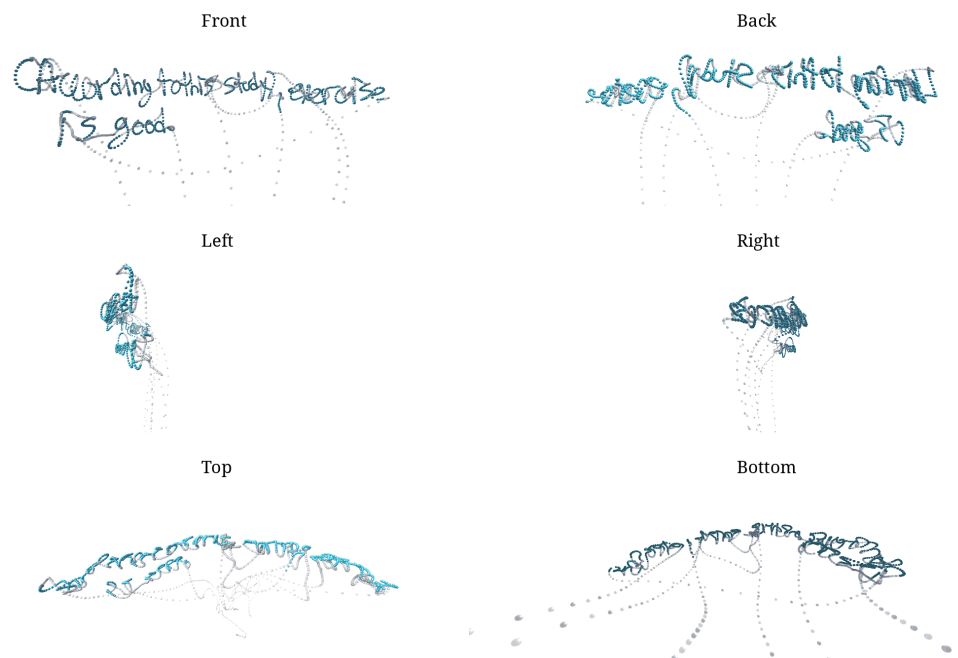 Front
Back
According to this study, exercise
is good.
Left
Right
Top
Bottom